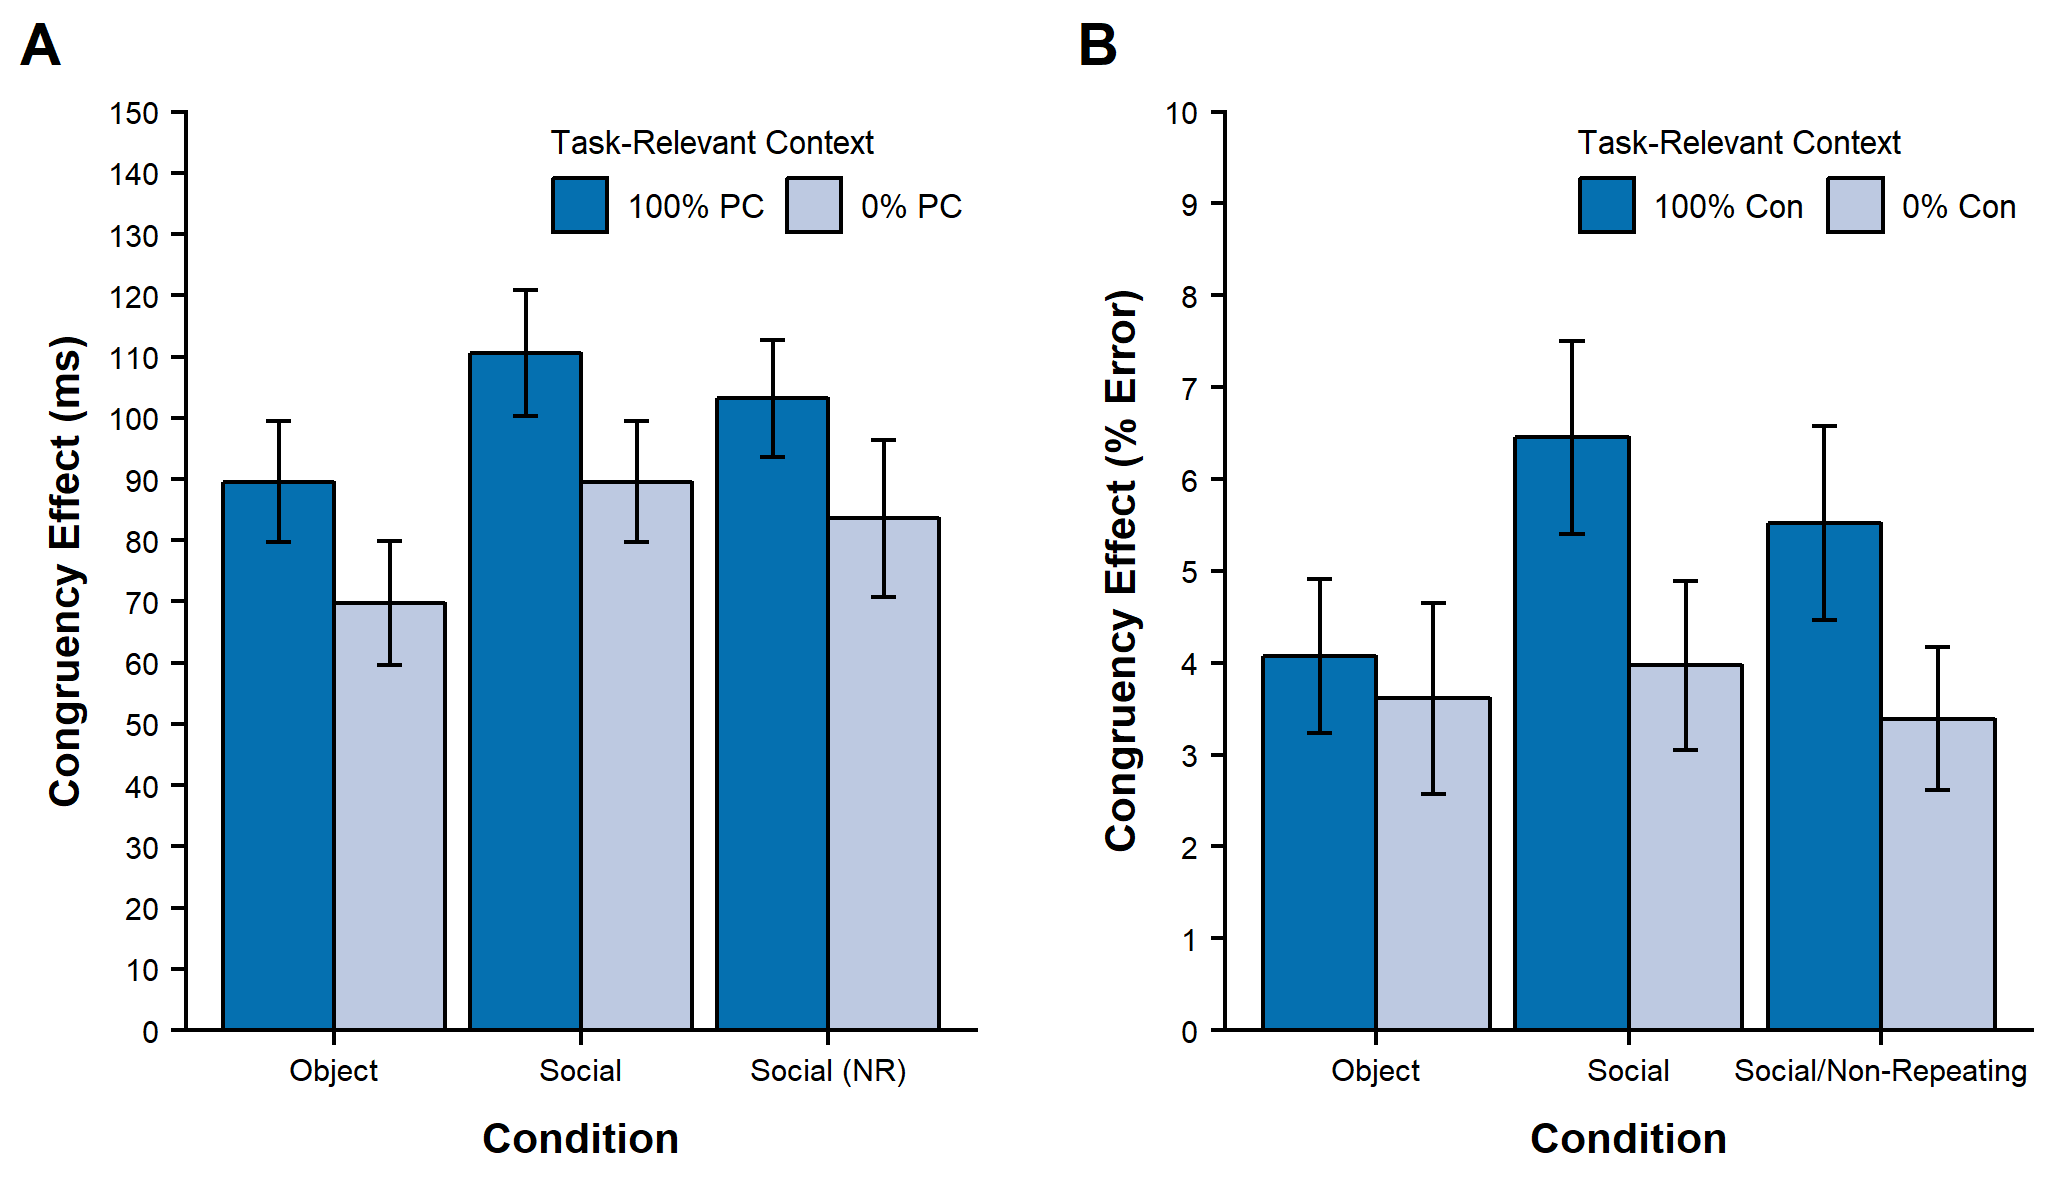 A
Congruency Effect (ms)
150
140
130
120
110
100
90
80
70
60
50
40
30
20
10
0
Task-Relevant Context
100% PC
0% PC
Object
Social
Social (NR)
Condition
B
Congruency Effect (% Error)
10
9
8
7
6
5
4
3
2
1
0
Task-Relevant Context
100% Con
0% Con
Object
Social
Social/Non-Repeating
Condition